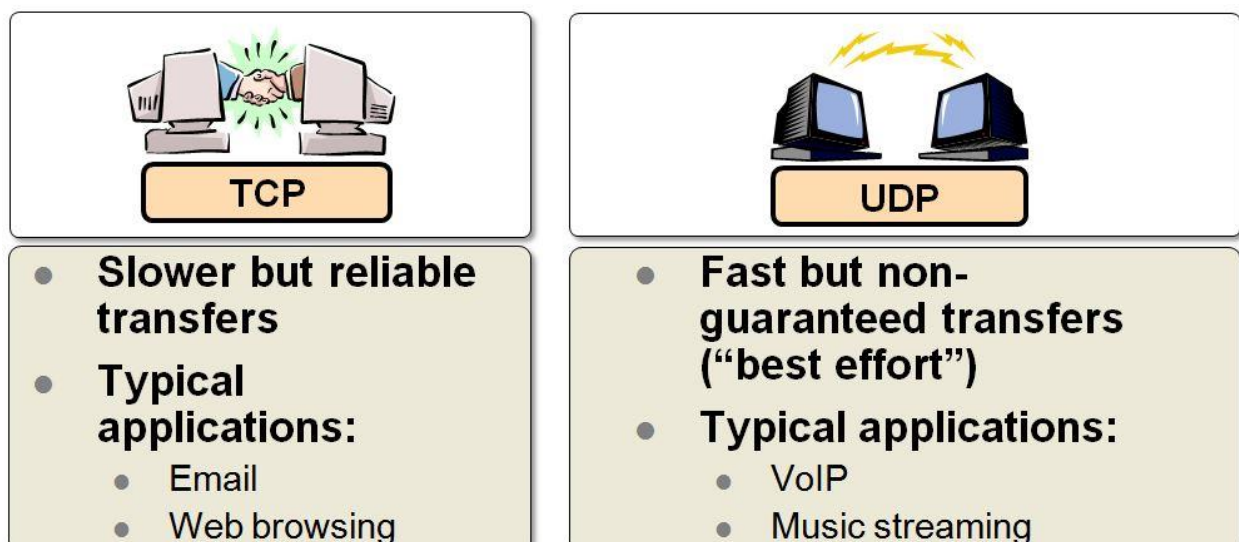 TCP
Slower but reliable
transfers
Typical
applications:
Email
Web browsing
UDP
Fast but non-
guaranteed transfers
(“best effort”)
Typical applications:
VoIP
Music streaming